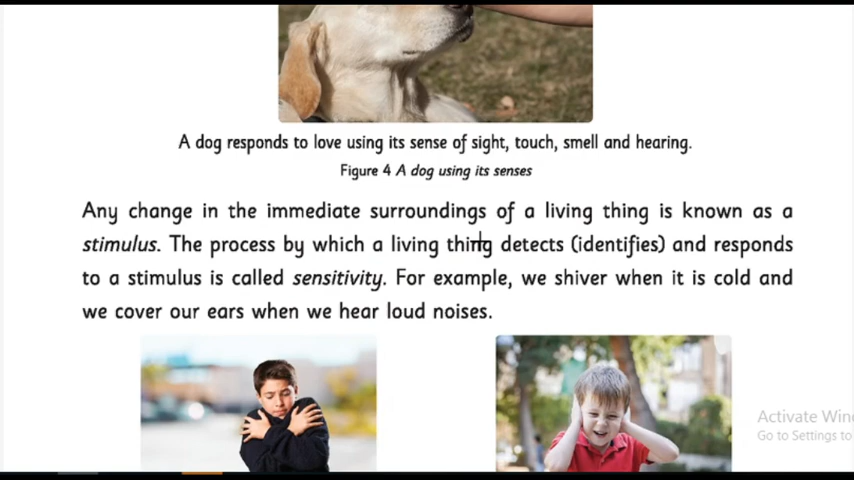 A dog responds to love using its sense of sight, touch, smell and hearing.
Figure 4 A dog using its senses
Any change in the immediate surroundings of a living thing is known as a
stimulus. The process by which a living thing detects (identifies) and responds
to a stimulus is called sensitivity. For example, we shiver when it is cold and
we cover our ears when we hear loud noises.
Activate Win
Go to Settings to